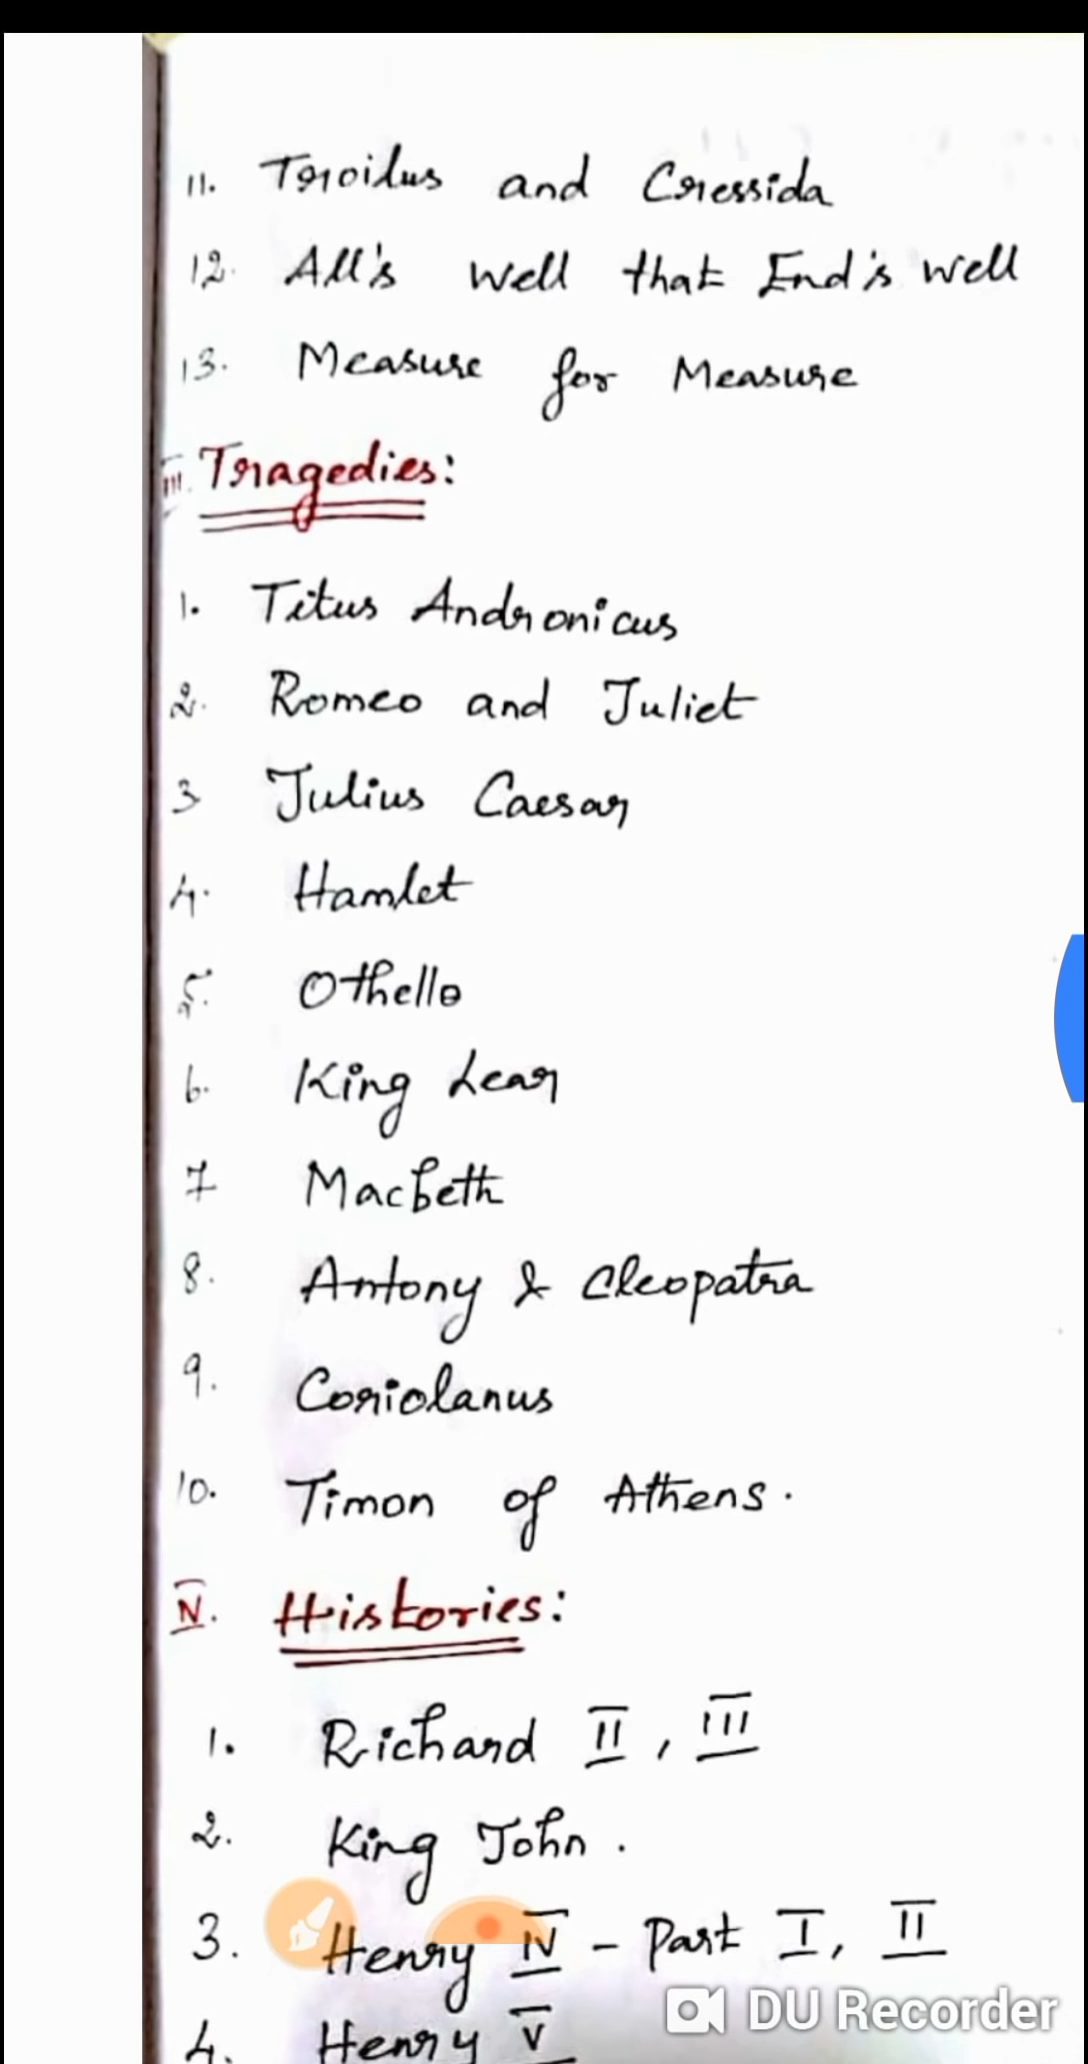 11. Troilus and Cressida
12. All's well that End's well
13. Measure for Measure
III. Tragedies:
1. Titus Andronicus
2. Romeo and Juliet
3 Julius Caesar
4. Hamlet
5. Othello
6. King Lear
7 Macbeth
8. Antony & Cleopatra
9. Coriolanus
10. Timon of Athens.
IV. Histories:
1. Richard II, III
2. King John.
3. Henry IV - Part I, II
4. Henry V
DU Recorder